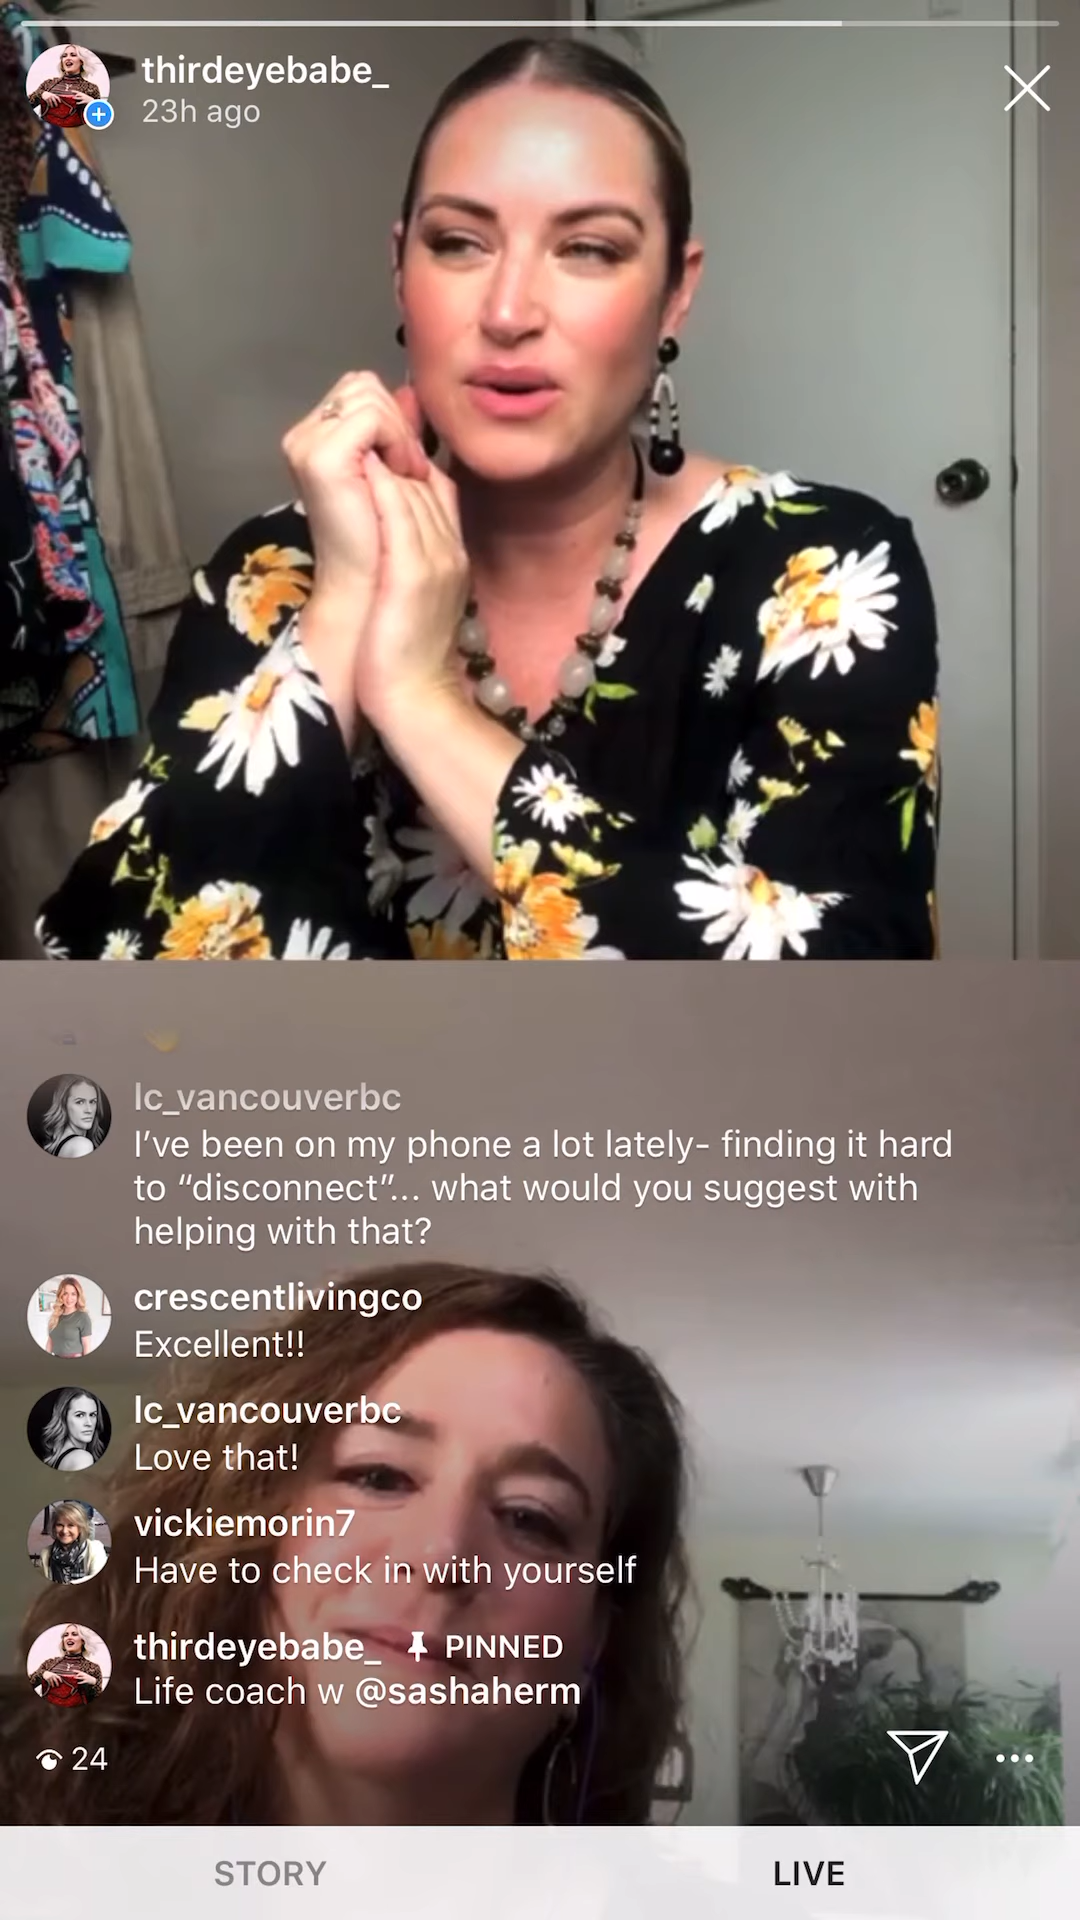 thirdeyebabe_
23h ago
lc_vancouverbc
I’ve been on my phone a lot lately- finding it hard
to “disconnect”... what would you suggest with
helping with that?
crescentlivingco
Excellent!!
lc_vancouverbc
Love that!
vickiemorin7
Have to check in with yourself
thirdeyebabe_ PINNED
Life coach w @sashaherm
24
STORY
LIVE